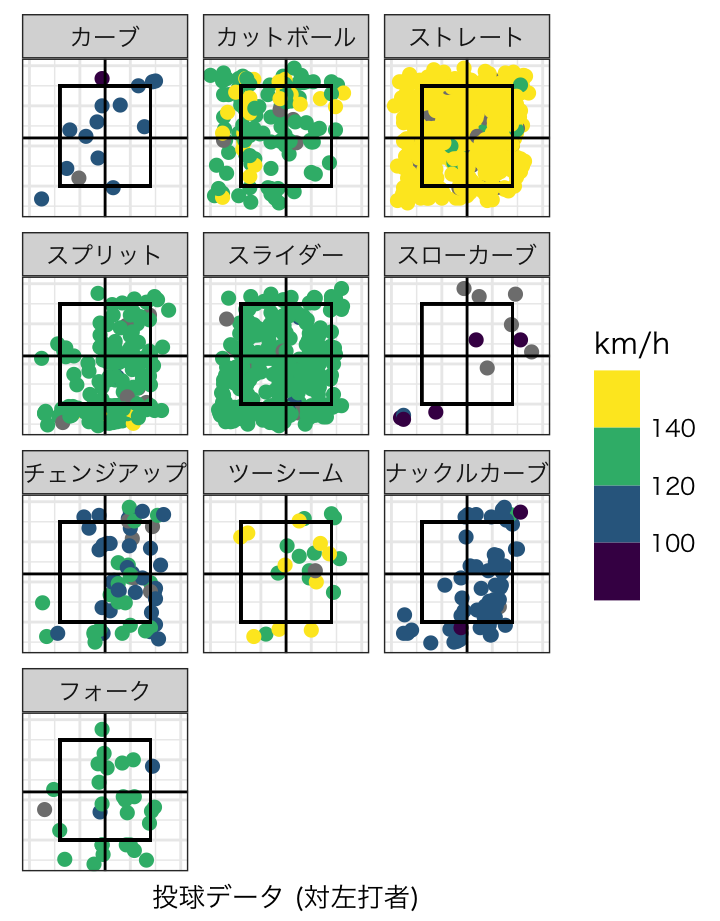 カーブ
カットボール
ストレート
スプリット
スライダー
スローカーブ
km/h
140
120
100
チェンジアップ
ツーシーム
ナックルカーブ
フォーク
投球データ (対左打者)